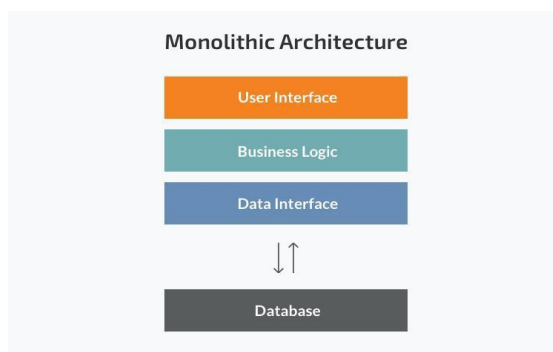 Monolithic Architecture
User Interface
Business Logic
Data Interface
Database